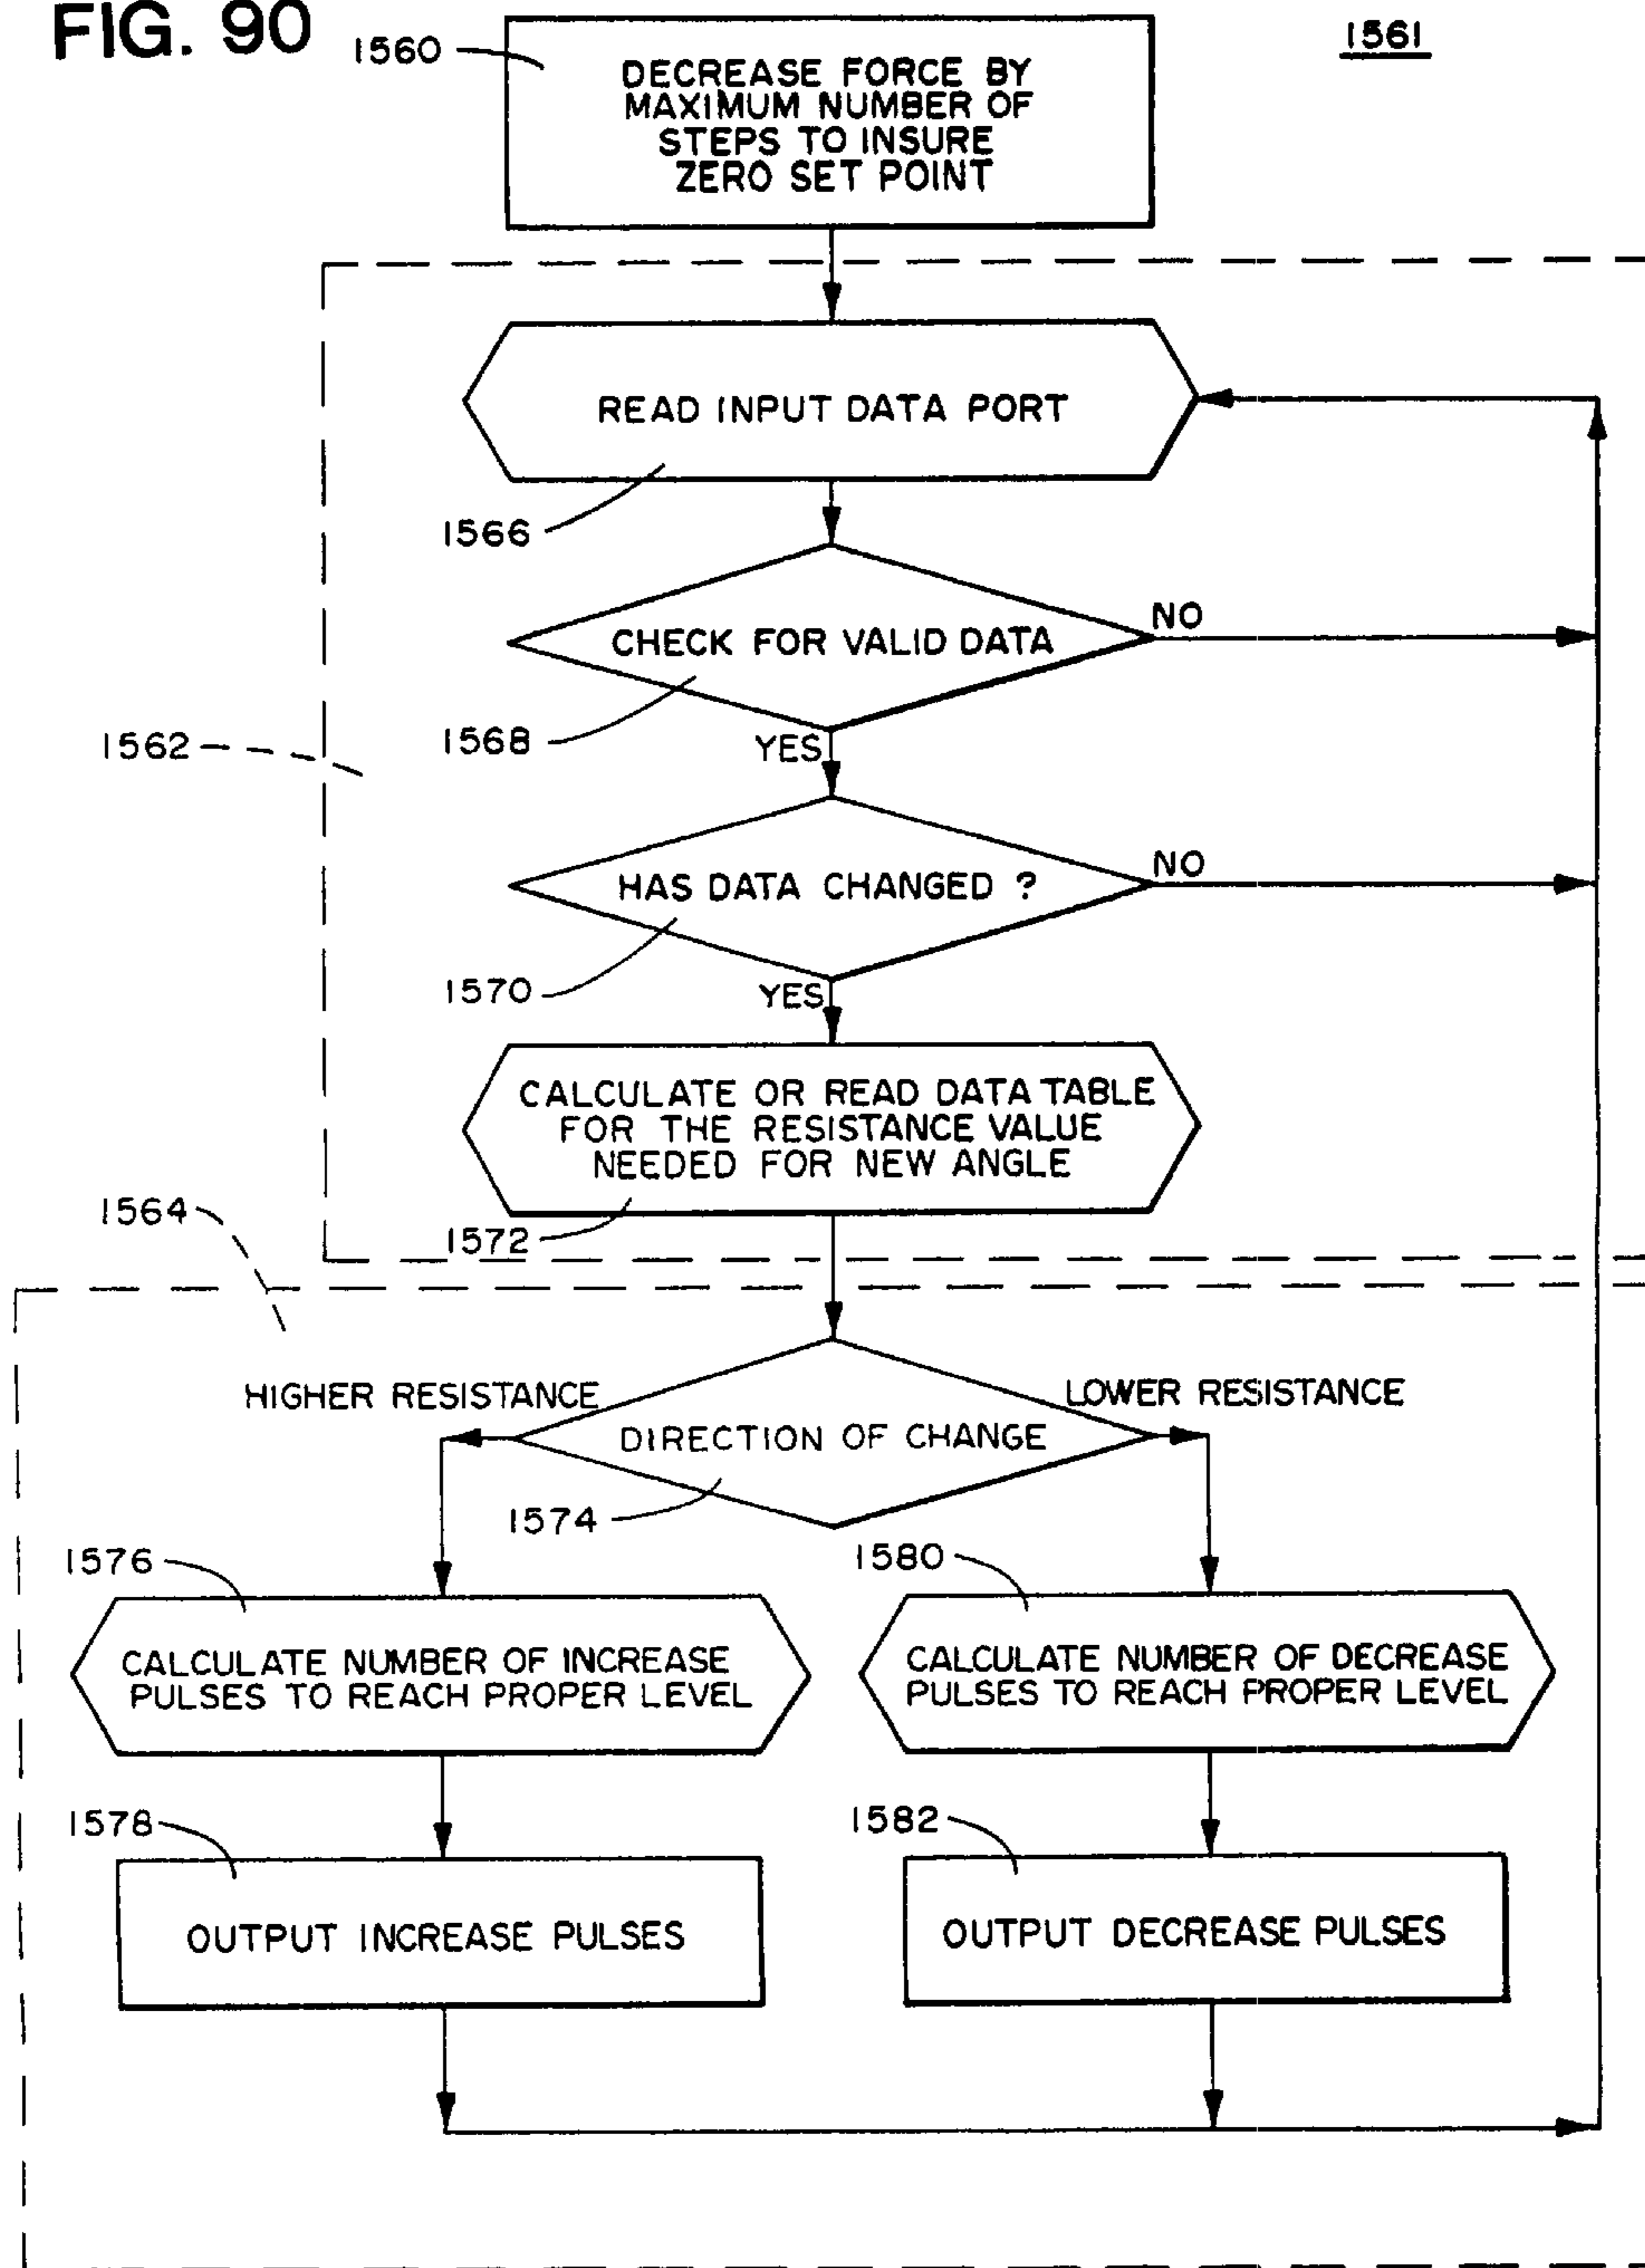 FIG. 90
1560
1561
DECREASE FORCE BY
MAXIMUM NUMBER OF
STEPS TO INSURE
ZERO SET POINT
READ INPUT DATA PORT
1566
CHECK FOR VALID DATA
NO
1568
YES
1562
HAS DATA CHANGED ?
NO
1570
YES
CALCULATE OR READ DATA TABLE
FOR THE RESISTANCE VALUE
NEEDED FOR NEW ANGLE
1572
1564
HIGHER RESISTANCE
LOWER RESISTANCE
DIRECTION OF CHANGE
1574
1576
1580
CALCULATE NUMBER OF INCREASE
PULSES TO REACH PROPER LEVEL
CALCULATE NUMBER OF DECREASE
PULSES TO REACH PROPER LEVEL
1578
1582
OUTPUT INCREASE PULSES
OUTPUT DECREASE PULSES